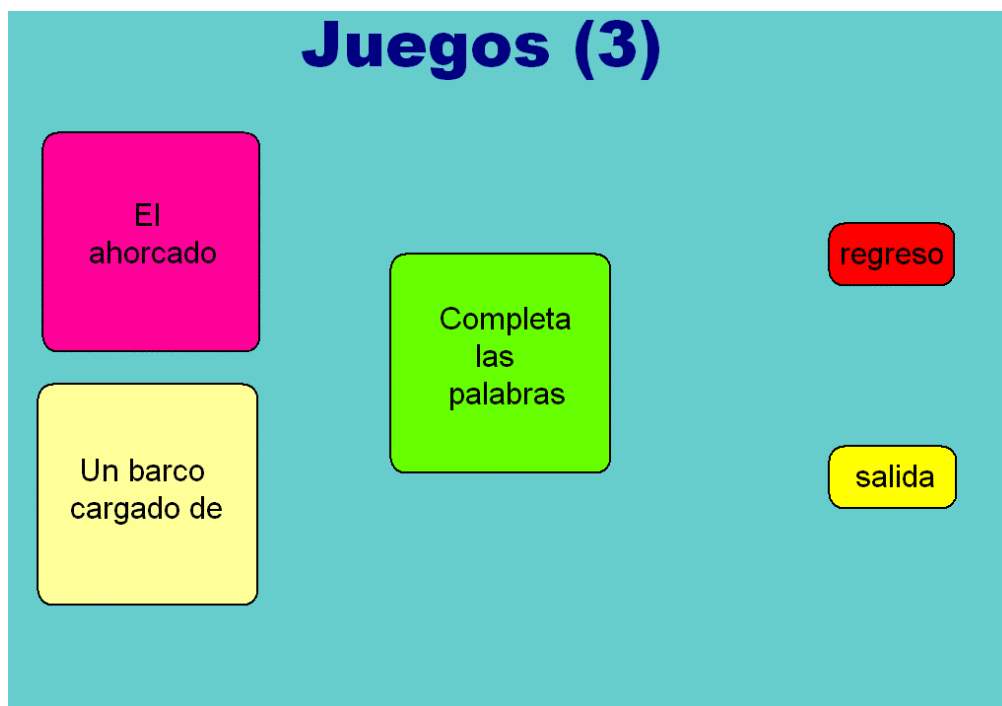 Juegos (3)
El
ahorcado
Un barco
cargado de
Completa
las
palabras
regreso
salida